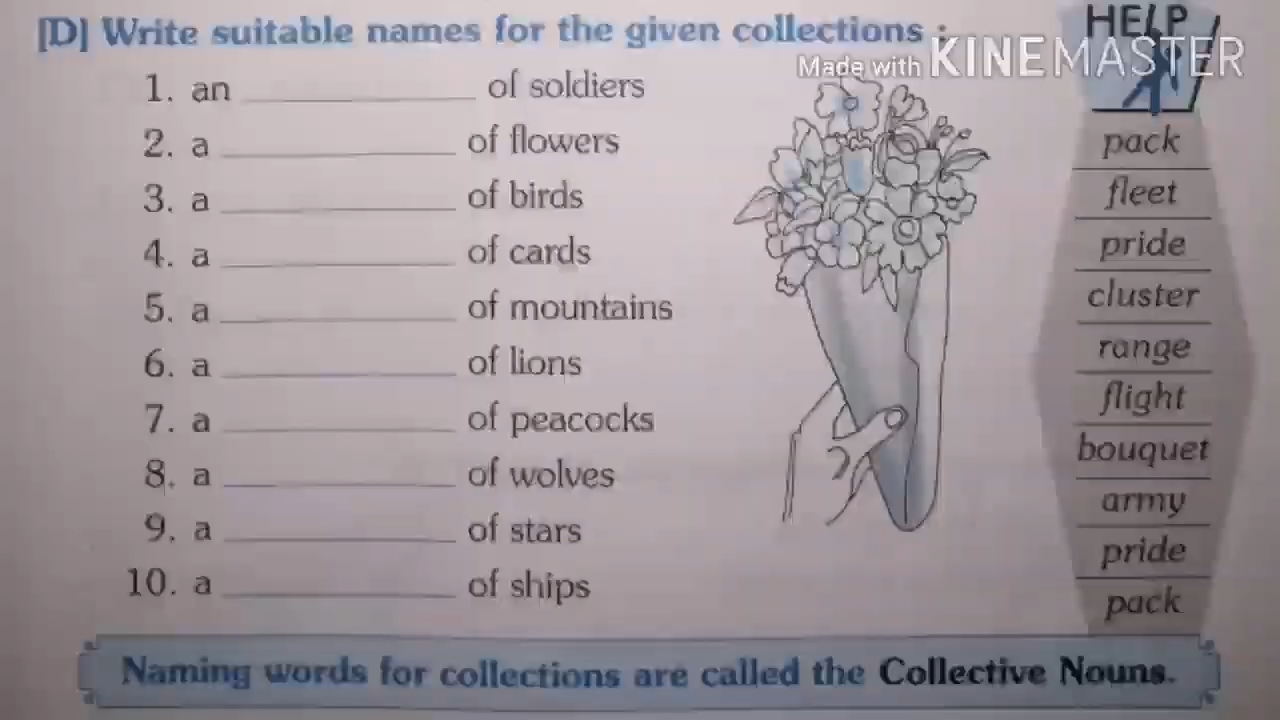 [D] Write suitable names for the given collections :
Made with KINEMASTER
HELP
1. an ____________ of soldiers
2. a ____________ of flowers
3. a ____________ of birds
4. a ____________ of cards
5. a ____________ of mountains
6. a ____________ of lions
7. a ____________ of peacocks
8. a ____________ of wolves
9. a ____________ of stars
10. a ____________ of ships
pack
fleet
pride
cluster
range
flight
bouquet
army
pride
pack
Naming words for collections are called the Collective Nouns.